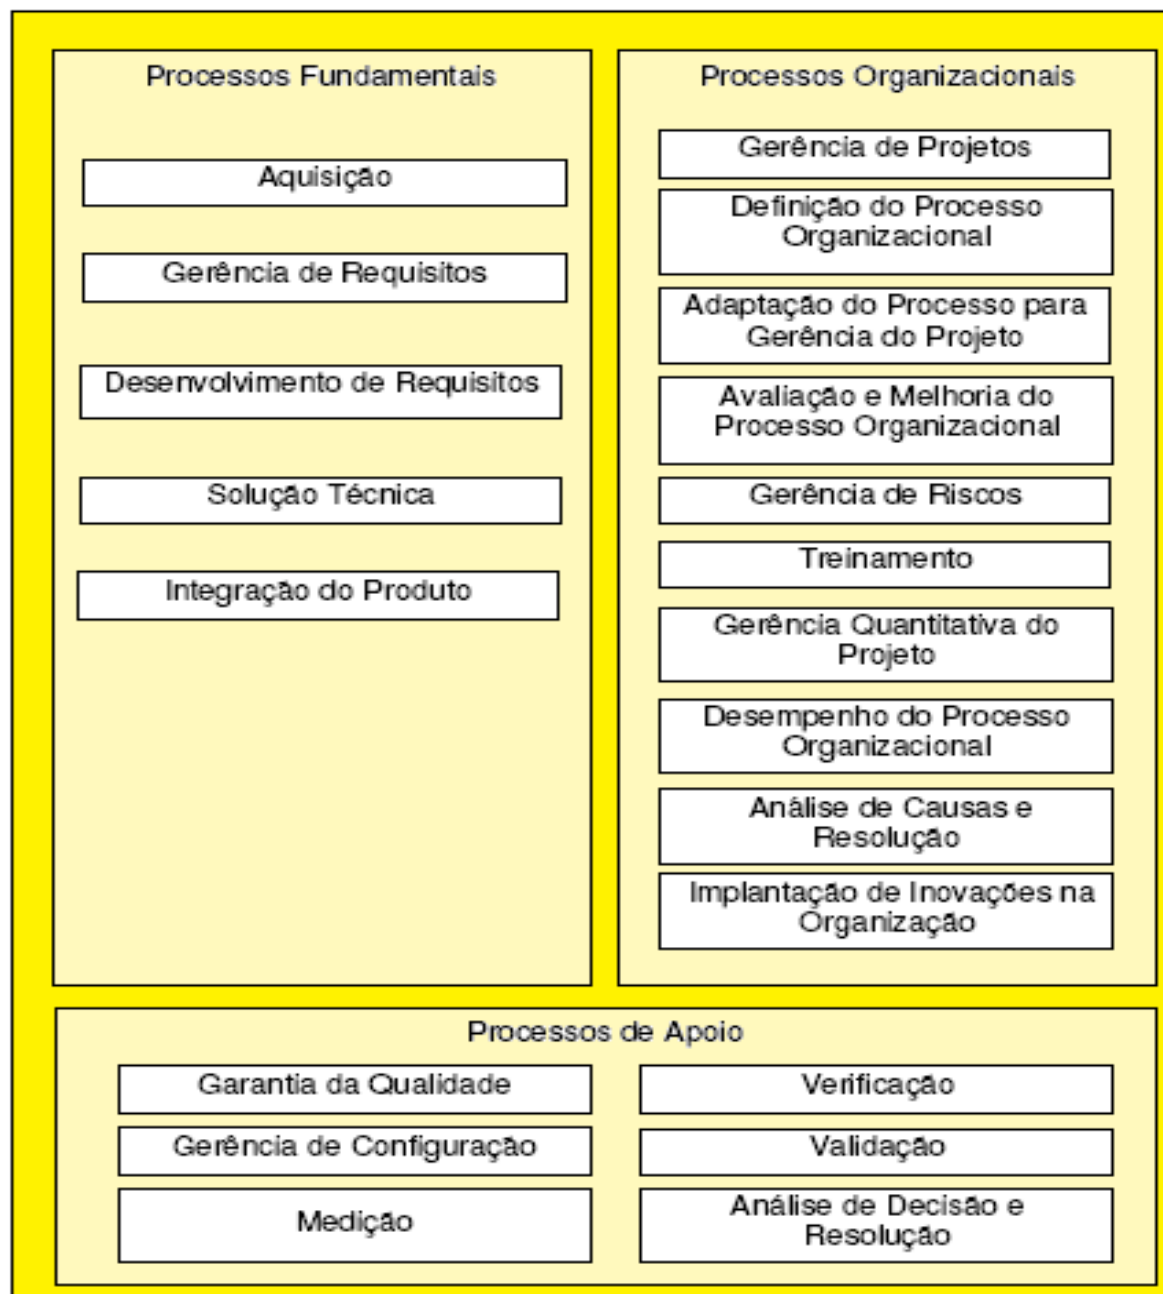 Processos Fundamentais
Aquisição
Gerência de Requisitos
Desenvolvimento de Requisitos
Solução Técnica
Integração do Produto
Processos Organizacionais
Gerência de Projetos
Definição do Processo
Organizacional
Adaptação do Processo para
Gerência do Projeto
Avaliação e Melhoria do
Processo Organizacional
Gerência de Riscos
Treinamento
Gerência Quantitativa do
Projeto
Desempenho do Processo
Organizacional
Análise de Causas e
Resolução
Implantação de Inovações na
Organização
Processos de Apoio
Garantia da Qualidade
Gerência de Configuração
Medição
Verificação
Validação
Análise de Decisão e
Resolução